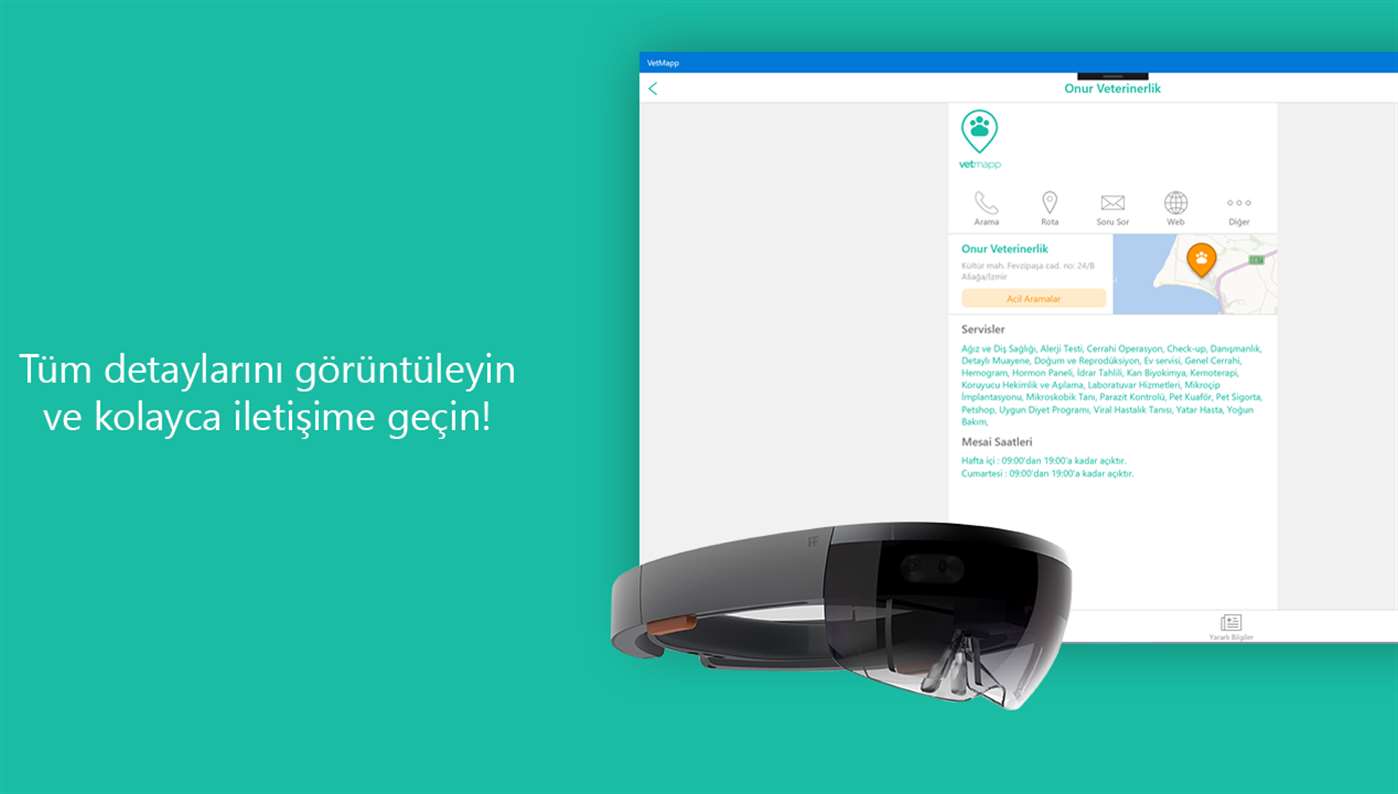 VetMapp
Onur Veterinerlik
vetmapp
Arama
Rota
Soru Sor
Web
Diğer
Onur Veterinerlik
Kültür mah. Fevzipaşa cad. no: 24/B
Aliağa/İzmir
Acil Aramalar
Servisler
Ağız ve Diş Sağlığı, Alerji Testi, Cerrahi Operasyon, Check-up, Danışmanlık,
Detaylı Muayene, Doğum ve Reprodüksiyon, Ev servisi, Genel Cerrahi,
Hemogram, Hormon Paneli, İdrar Tahlili, Kan Biyokimya, Kemoterapi,
Koruyucu Hekimlik ve Aşılama, Laboratuvar Hizmetleri, Mikroçip
İmplantasyonu, Mikroskobik Tanı, Parazit Kontrolü, Pet Kuaför, Pet Sigorta,
Petshop, Uygun Diyet Programı, Viral Hastalık Tanısı, Yatar Hasta, Yoğun
Bakım,
Mesai Saatleri
Hafta içi : 09:00'dan 19:00'a kadar açıktır.
Cumartesi : 09:00'dan 19:00'a kadar açıktır.
Tüm detaylarını görüntüleyin
ve kolayca iletişime geçin!
Yararlı Bilgiler